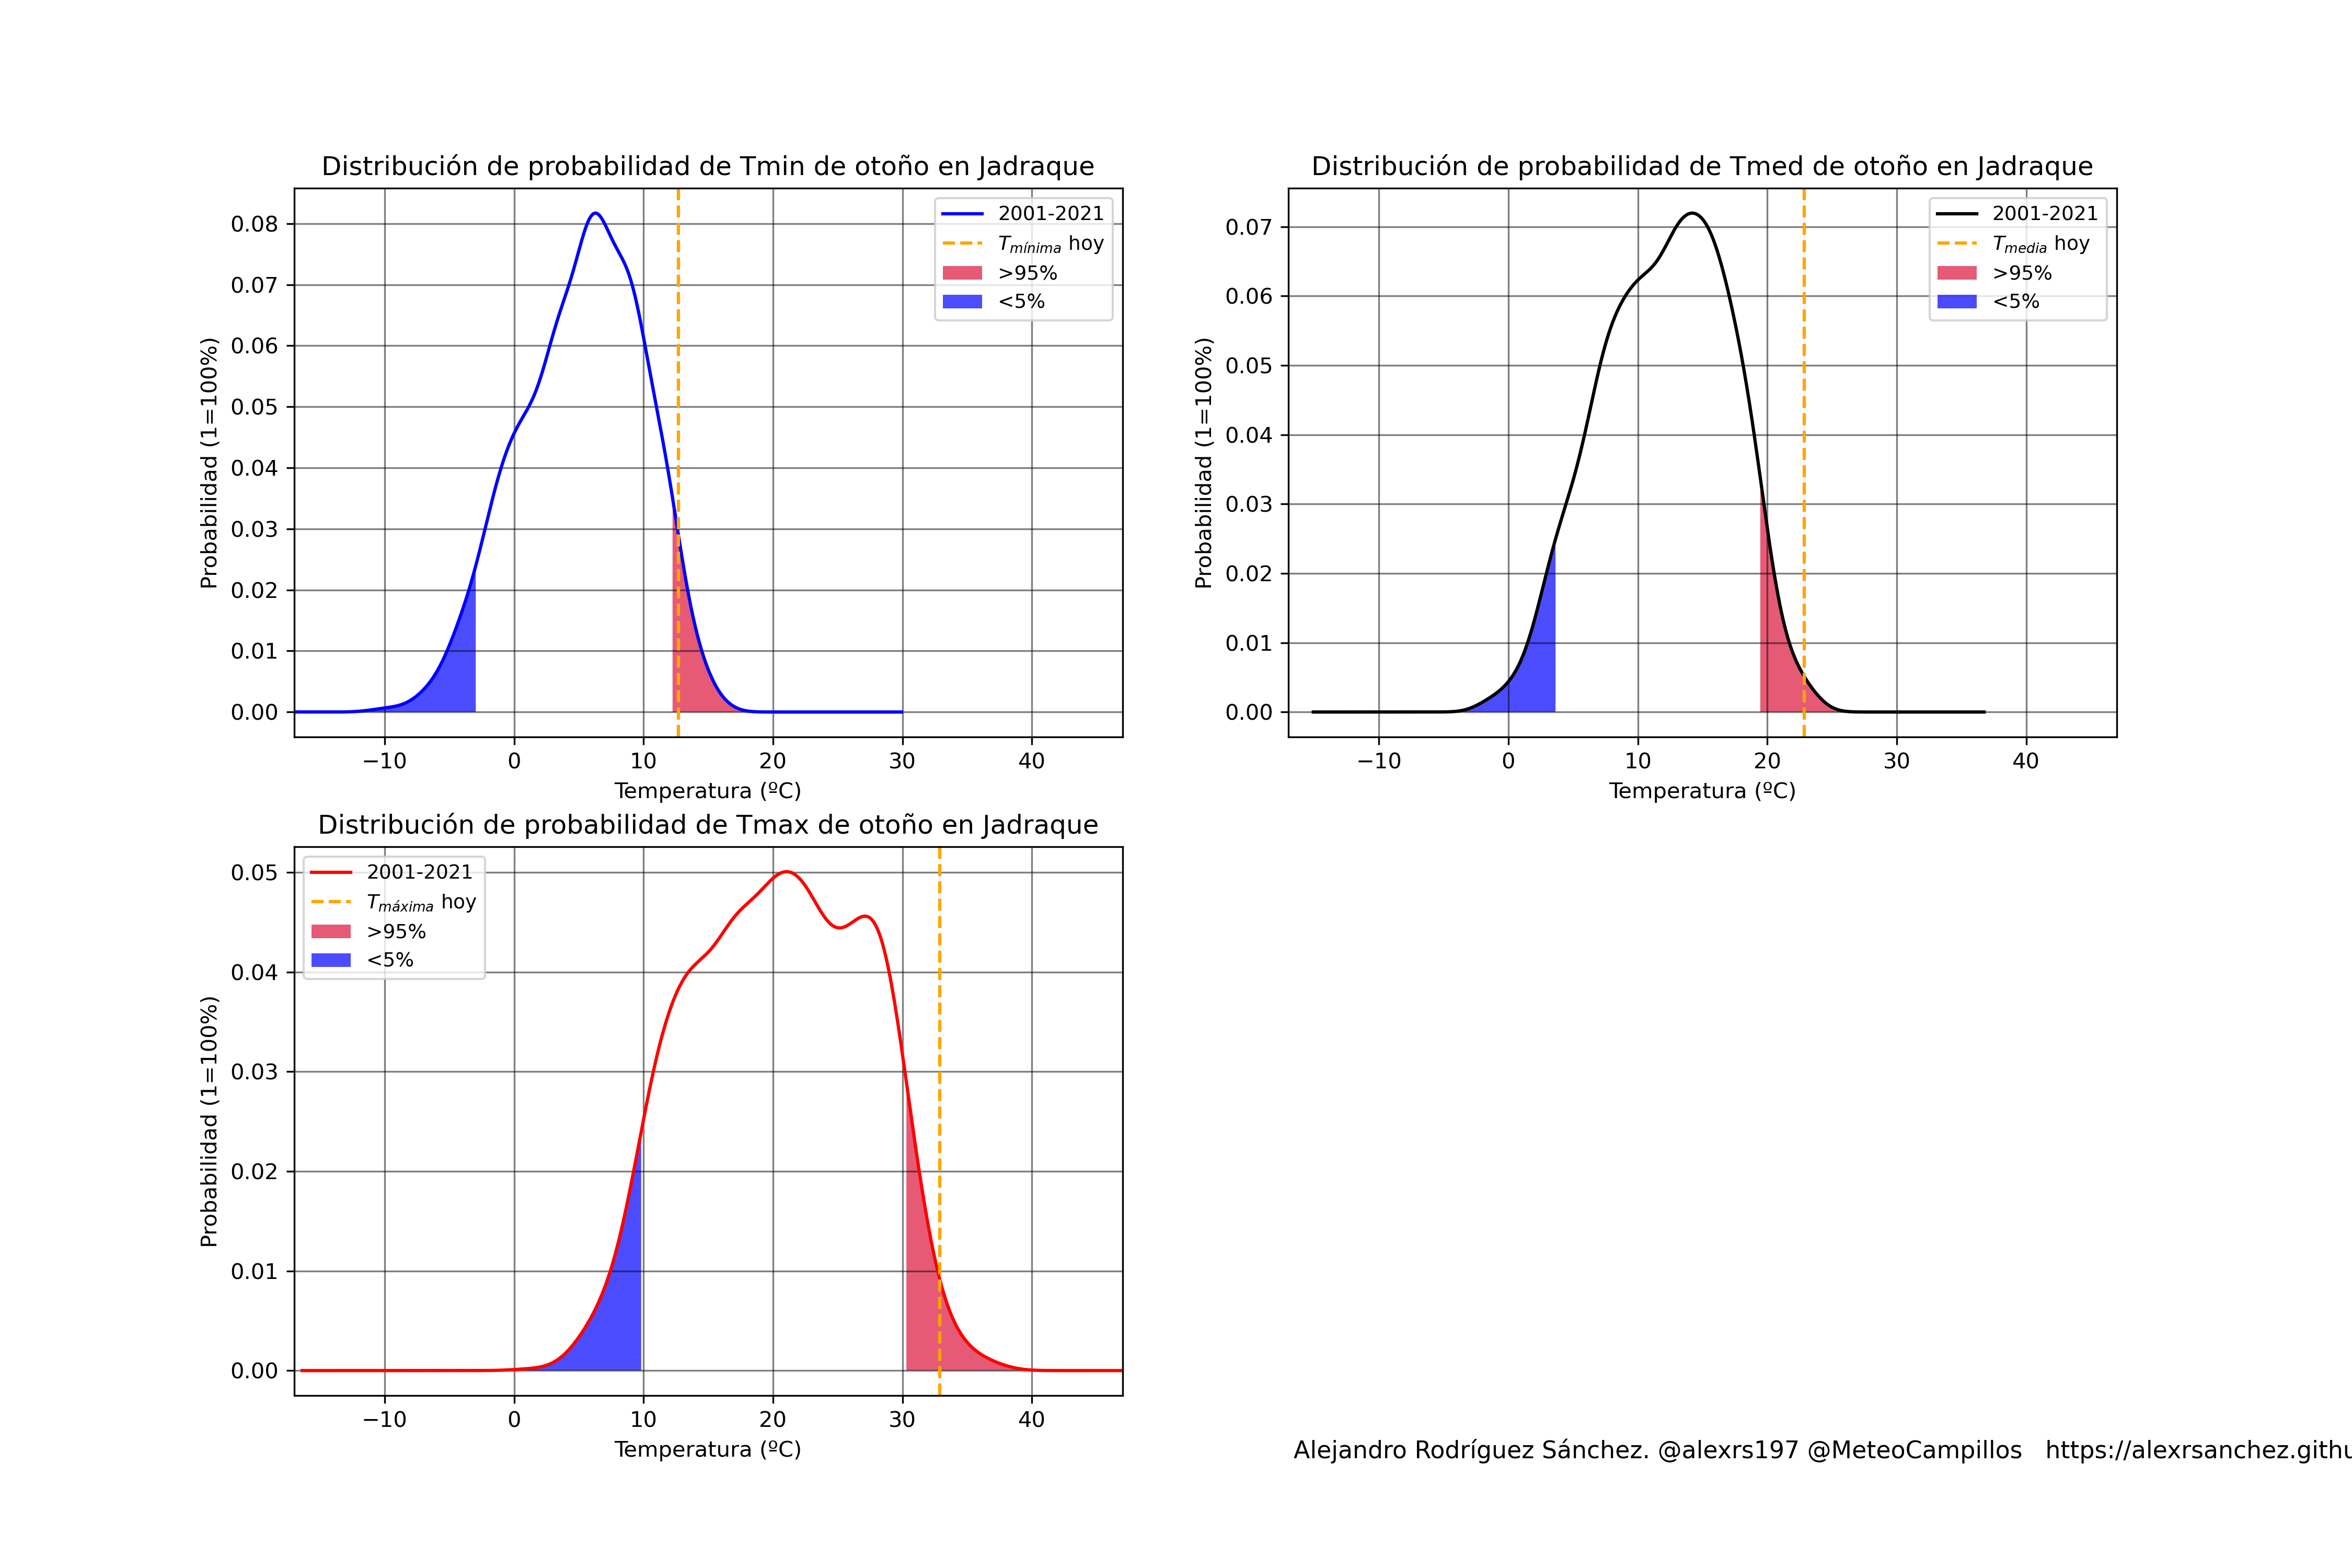 Distribución de probabilidad de Tmin de otoño en Jadraque
Probabilidad (1=100%)
0.08
0.07
0.06
0.05
0.04
0.03
0.02
0.01
0.00
2001-2021
Tmínima hoy
>95%
<5%
−10 0 10 20 30 40
Temperatura (ºC)
Distribución de probabilidad de Tmed de otoño en Jadraque
Probabilidad (1=100%)
0.07
0.06
0.05
0.04
0.03
0.02
0.01
0.00
2001-2021
Tmedia hoy
>95%
<5%
−10 0 10 20 30 40
Temperatura (ºC)
Distribución de probabilidad de Tmax de otoño en Jadraque
Probabilidad (1=100%)
0.05
0.04
0.03
0.02
0.01
0.00
2001-2021
Tmáxima hoy
>95%
<5%
−10 0 10 20 30 40
Temperatura (ºC)
Alejandro Rodríguez Sánchez. @alexrs197 @MeteoCampillos https://alexrsanchez.githu